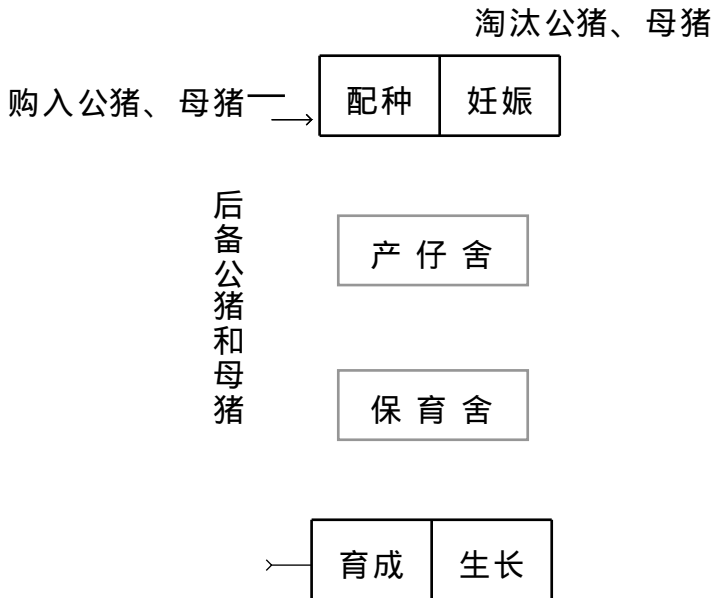 淘汰公猪、母猪
购入公猪、母猪
配种 妊娠
后备公猪和母猪
产仔舍
保育舍
育成 生长